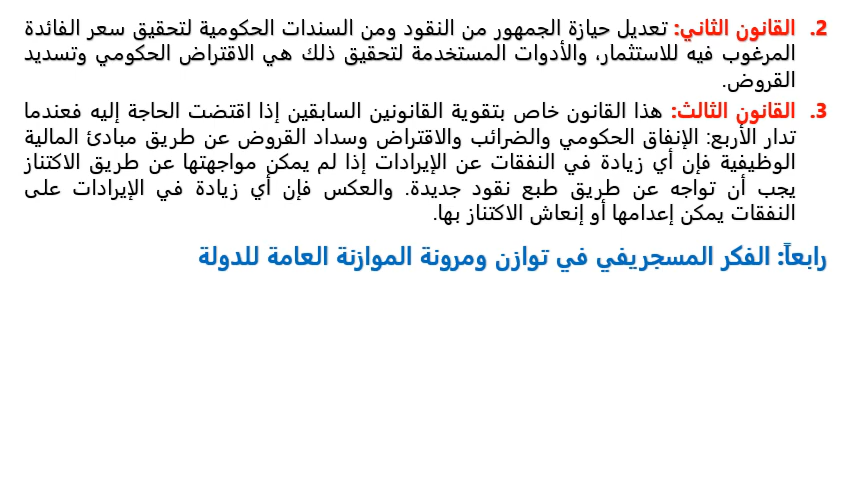 2. القانون الثاني: تعديل حيازة الجمهور من النقود ومن السندات الحكومية لتحقيق سعر الفائدة
المرغوب فيه للاستثمار، والأدوات المستخدمة لتحقيق ذلك هي الاقتراض الحكومي وتسديد
القروض.
3. القانون الثالث: هذا القانون خاص بتقوية القانونين السابقين إذا اقتضت الحاجة إليه فعندما
تدار الأربع: الإنفاق الحكومي والضرائب والاقتراض وسداد القروض عن طريق مبادئ المالية
الوظيفية فإن أي زيادة في النفقات عن الإيرادات إذا لم يمكن مواجهتها عن طريق الاكتناز
يجب أن تواجه عن طريق طبع نقود جديدة. والعكس فإن أي زيادة في الإيرادات على
النفقات يمكن إعدامها أو إنعاش الاكتناز بها.
رابعاً: الفكر المسجريفي في توازن ومرونة الموازنة العامة للدولة